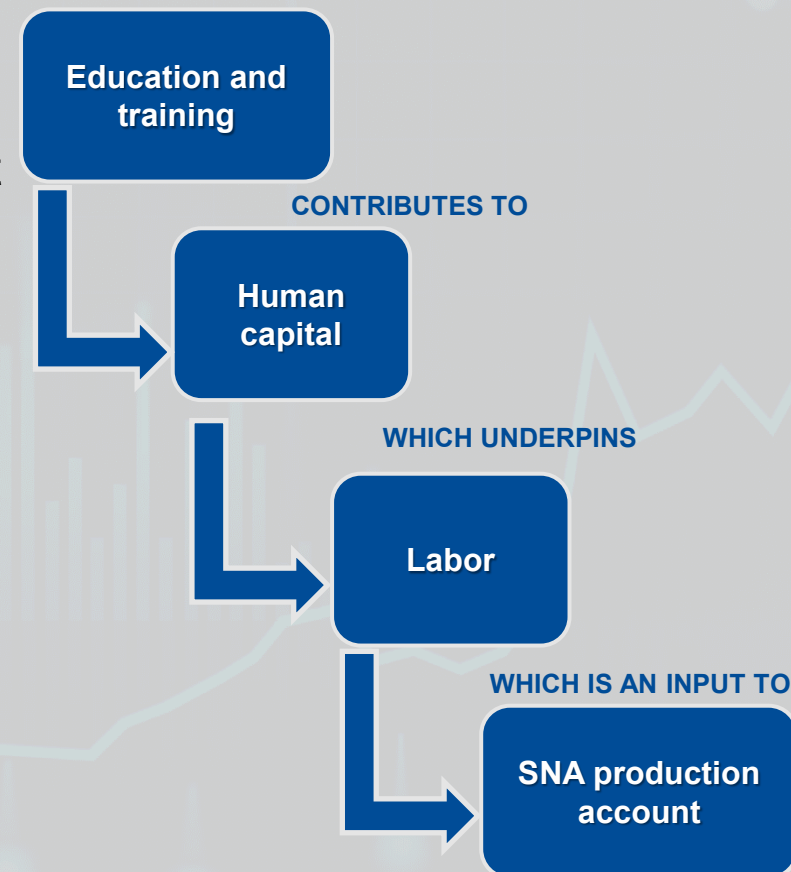 Education and
training
CONTRIBUTES TO
Human
capital
WHICH UNDERPINS
Labor
WHICH IS AN INPUT TO
SNA production
account